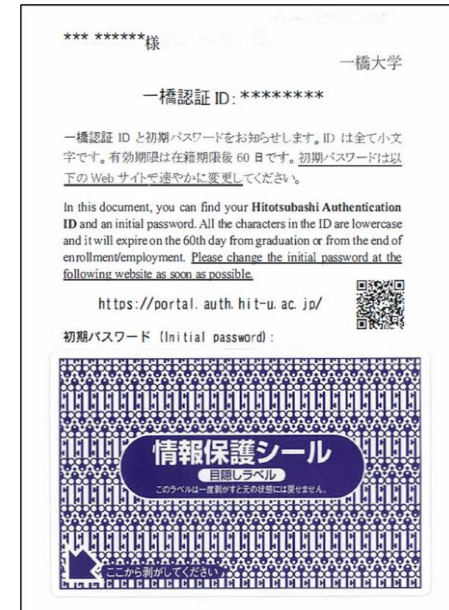 *** ******様
一橋大学
一橋認証 ID: ********
一橋認証 ID と初期パスワードをお知らせします。ID は全て小文
字です。有効期限は在籍期限後 60 日です。初期パスワードは以
下の Web サイトで速やかに変更してください。
In this document, you can find your Hitotsubashi Authentication
ID and an initial password. All the characters in the ID are lowercase
and it will expire on the 60th day from graduation or from the end of
enrollment/employment. Please change the initial password at the
following website as soon as possible.
https://portal.auth.hit-u.ac.jp/
初期パスワード (Initial password):
情報保護シール
目隠しラベル
このラベルは一度剥がすと元の状態には戻せません。
ここから剥がしてください